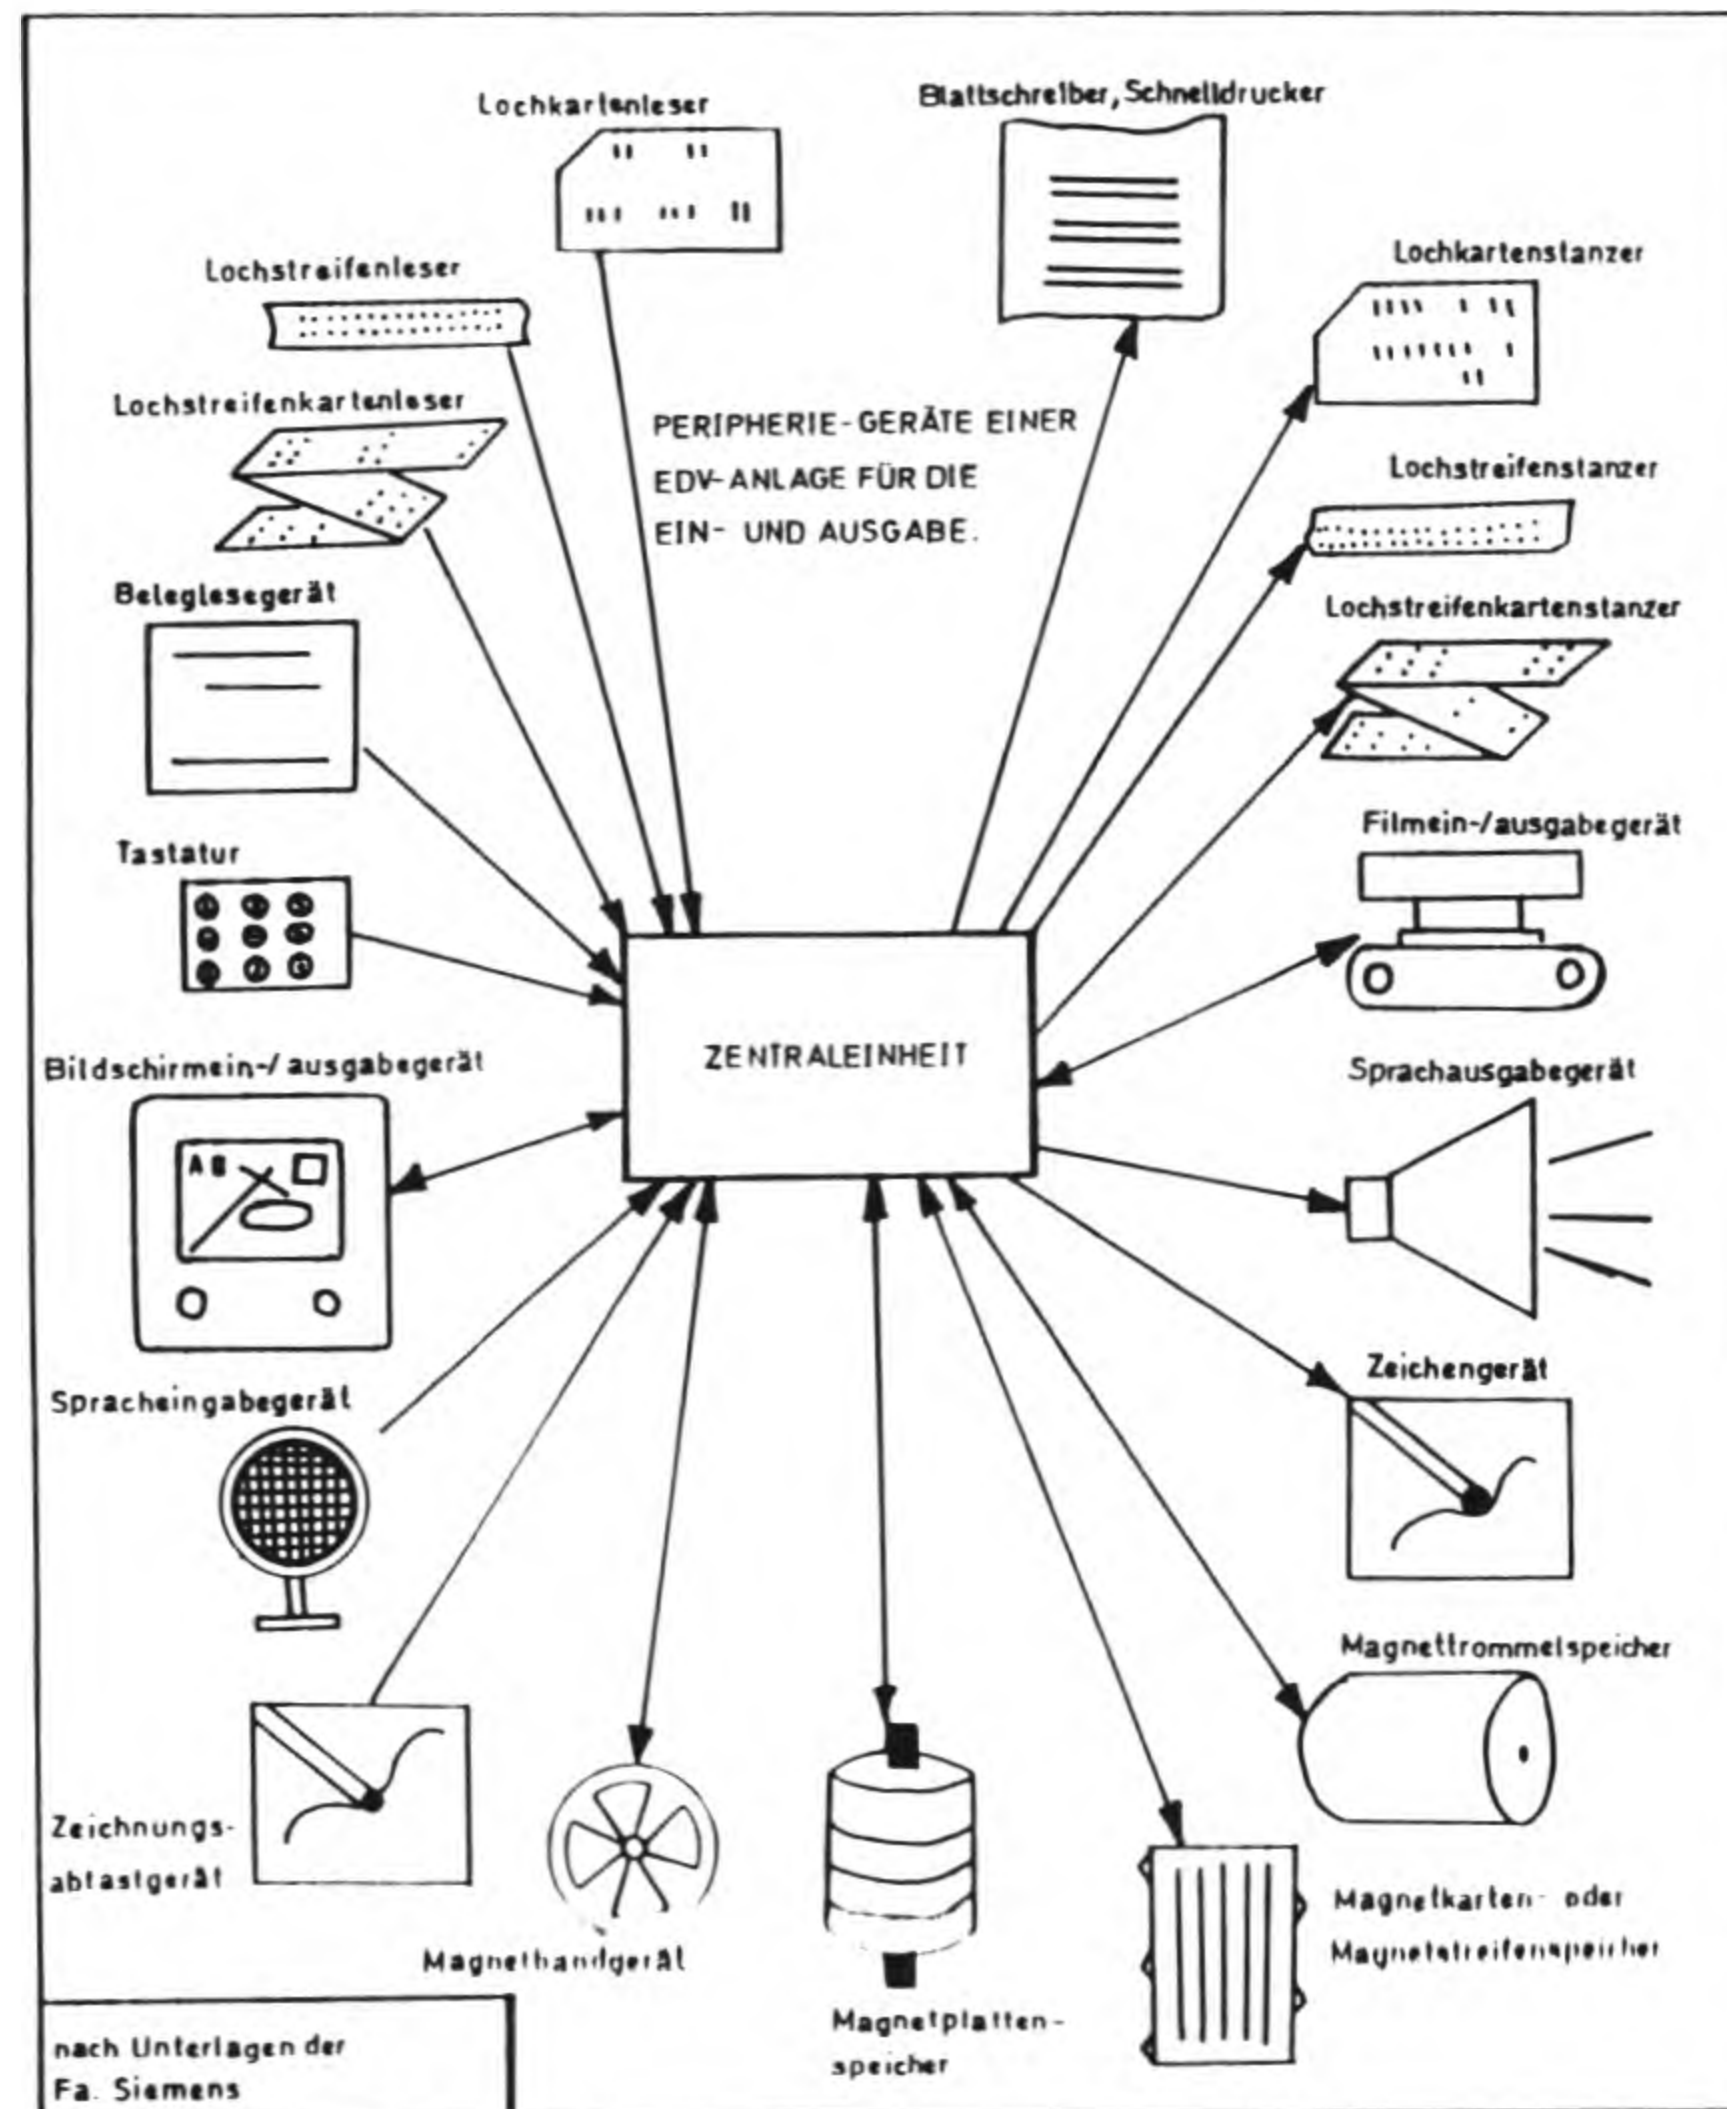 Lochkartenleser
Blattschreiber, Schnelldrucker
Lochstreifenleser
Lochkartenstanzer
Lochstreifenkartenleser
PERIPHERIE-GERÄTE EINER
EDV-ANLAGE FÜR DIE
EIN- UND AUSGABE.
Lochstreifenstanzer
Beleglesegerät
Lochstreifenkartenstanzer
Tastatur
Filmein-/ausgabegerät
ZENTRALEINHEIT
Bildschirmein-/ausgabegerät
A B
Sprachausgabegerät
Spracheingabegerät
Zeichengerät
Magnettrommelspeicher
Zeichnungs-
abtastgerät
Magnetbandgerät
Magnetplatten-
speicher
Magnetkarten- oder
Magnetstreifenspeicher
nach Unterlagen der
Fa. Siemens